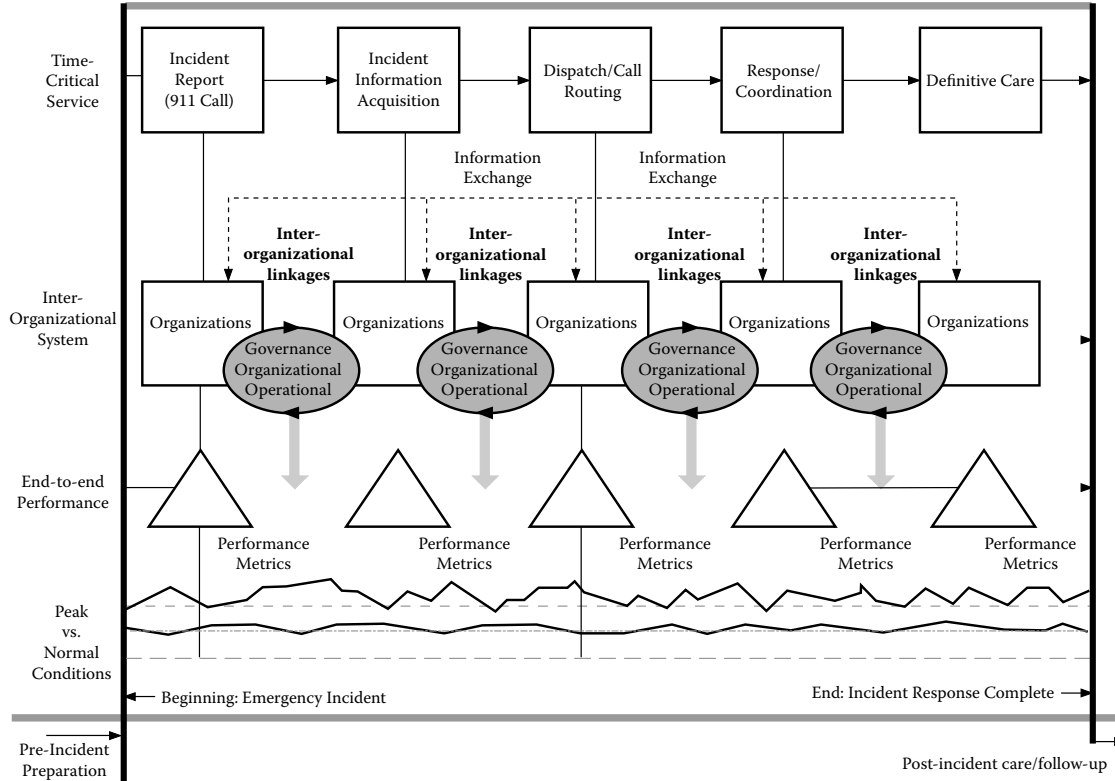 Time-
Critical
Service
Incident
Report
(911 Call)
Incident
Information
Acquisition
Dispatch/Call
Routing
Response/
Coordination
Definitive Care
Information
Exchange
Information
Exchange
Inter-
organizational
linkages
Inter-
organizational
linkages
Inter-
organizational
linkages
Inter-
organizational
linkages
Inter-
Organizational
System
Organizations
Organizations
Organizations
Organizations
Organizations
Governance
Organizational
Operational
Governance
Organizational
Operational
Governance
Organizational
Operational
Governance
Organizational
Operational
End-to-end
Performance
Performance
Metrics
Performance
Metrics
Performance
Metrics
Performance
Metrics
Performance
Metrics
Peak
vs.
Normal
Conditions
Beginning: Emergency Incident
End: Incident Response Complete
Pre-Incident
Preparation
Post-incident care/follow-up